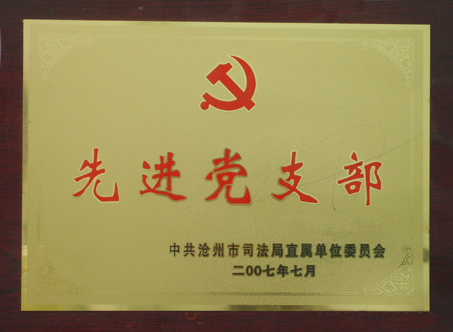 先进党支部
中共沧州市司法局直属单位委员会
二00七年七月